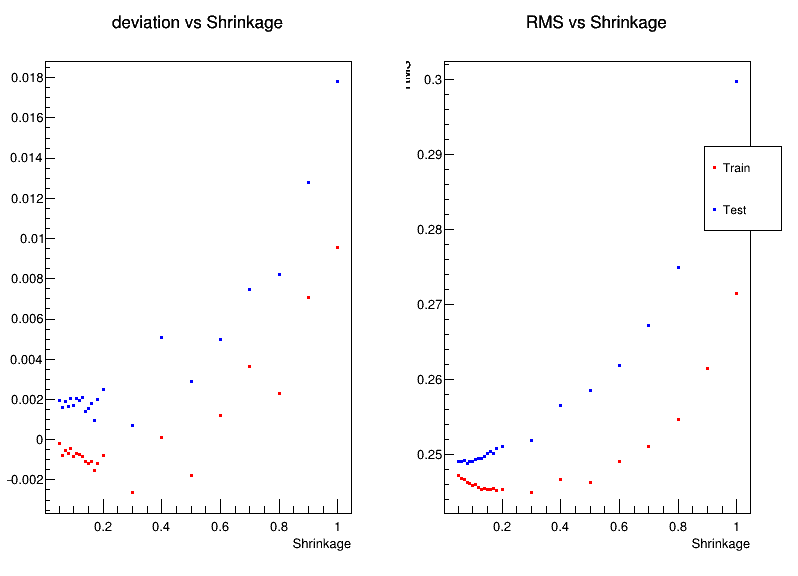 deviation vs Shrinkage
0.018
0.016
0.014
0.012
0.01
0.008
0.006
0.004
0.002
0
-0.002
0.2 0.4 0.6 0.8 1
Shrinkage
RMS vs Shrinkage
RMS
0.3
0.29
0.28
0.27
0.26
0.25
Train
Test
0.2 0.4 0.6 0.8 1
Shrinkage